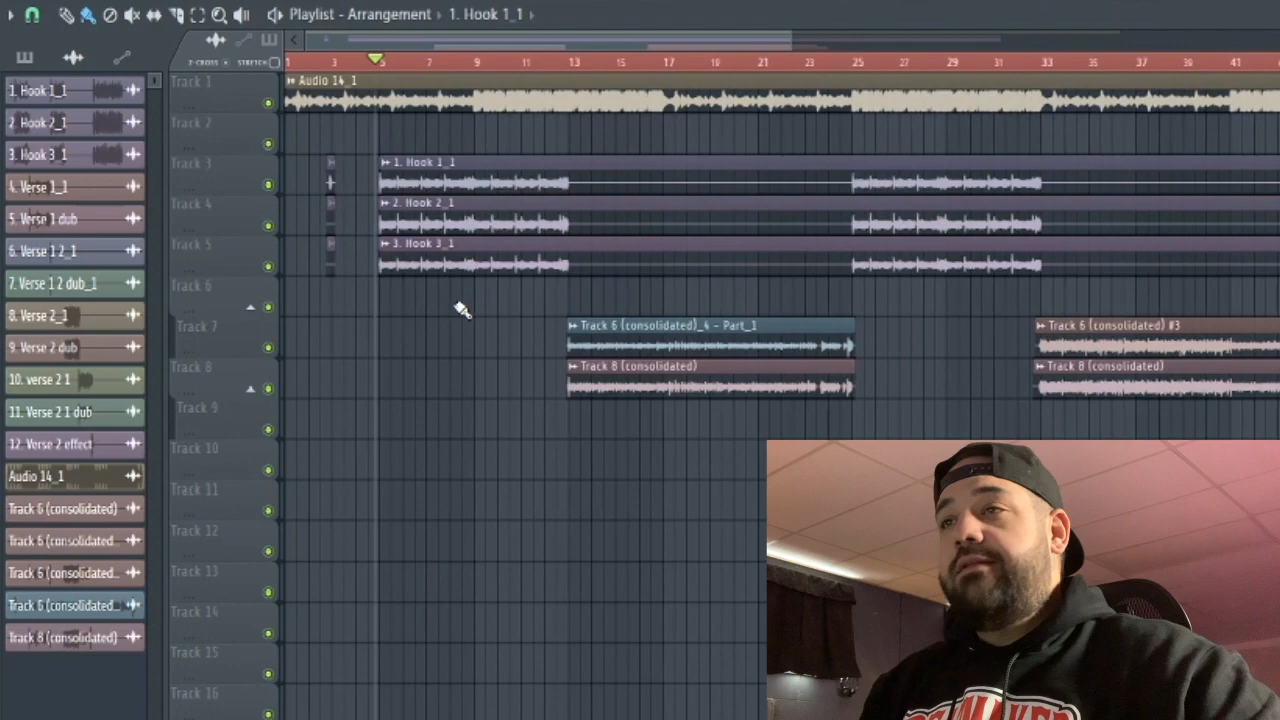 Playlist - Arrangement › 1. Hook 1_1 ›
Z-CROSS STRETCH
1 3 5 7 9 11 13 15 17 19 21 23 25 27 29 31 33 35 37 39 41
1. Hook 1_1
2. Hook 2_1
3. Hook 3_1
4. Verse 1_1
5. Verse 1 dub
6. Verse 1 2_1
7. Verse 1 2 dub_1
8. Verse 2_1
9. Verse 2 dub
10. verse 2 1
11. Verse 2 1 dub
12. Verse 2 effect
Audio 14_1
Track 6 (consolidated)
Track 6 (consolidated...
Track 6 (consolidated...
Track 6 (consolidated...
Track 8 (consolidated)
Track 1
Audio 14_1
Track 2
Track 3
1. Hook 1_1
Track 4
2. Hook 2_1
Track 5
3. Hook 3_1
Track 6
Track 7
Track 6 (consolidated)_4 - Part_1
Track 6 (consolidated) #3
Track 8
Track 8 (consolidated)
Track 8 (consolidated)
Track 9
Track 10
Track 11
Track 12
Track 13
Track 14
Track 15
Track 16